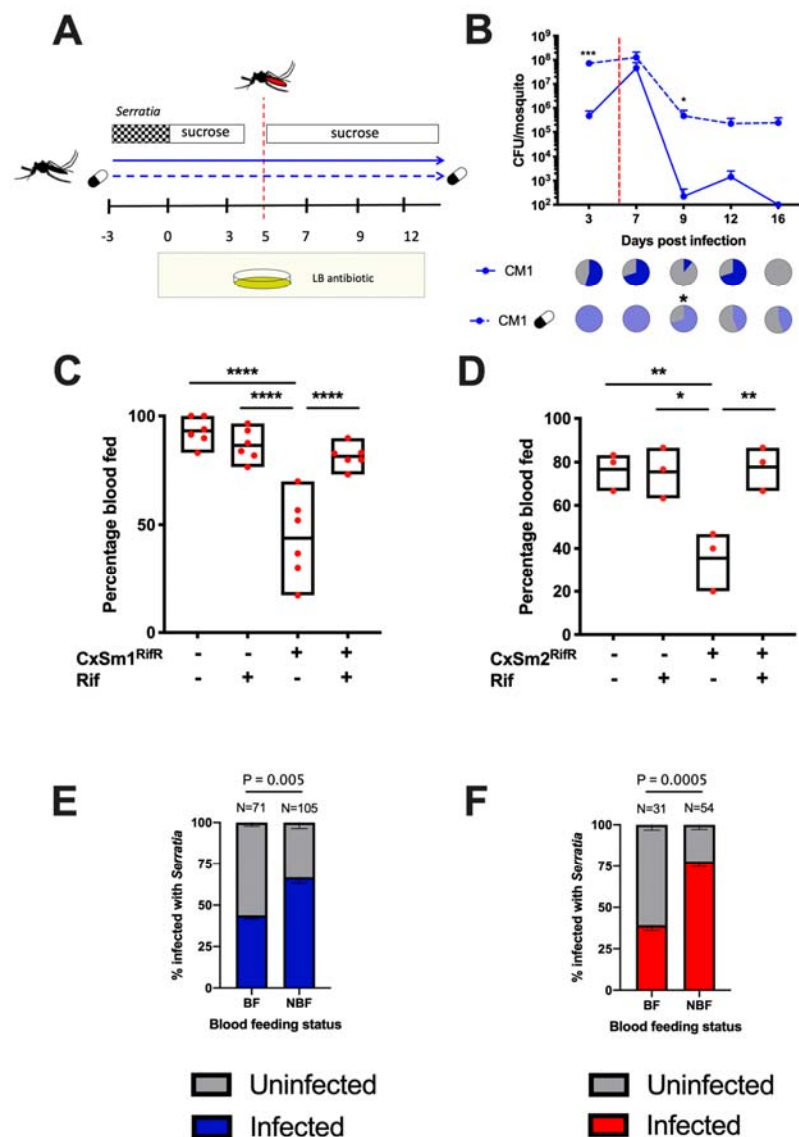 A
Serratia
sucrose
sucrose
-3 0 3 5 7 9 12
LB antibiotic
B
CFU/mosquito
10⁹
10⁸
10⁷
10⁶
10⁵
10⁴
10³
10²
***
*
3 7 9 12 16
Days post infection
CM1
*
CM1
C
**** 
**** ****
Percentage blood fed
100
50
0
CxSm1ᴿⁱᶠᴿ - - + +
Rif - + - +
D
**
* **
Percentage blood fed
100
80
60
40
20
0
CxSm2ᴿⁱᶠᴿ - - + +
Rif - + - +
E
P = 0.005
N=71 N=105
% infected with Serratia
100
75
50
25
0
BF NBF
Blood feeding status
Uninfected
Infected
F
P = 0.0005
N=31 N=54
% infected with Serratia
100
75
50
25
0
BF NBF
Blood feeding status
Uninfected
Infected